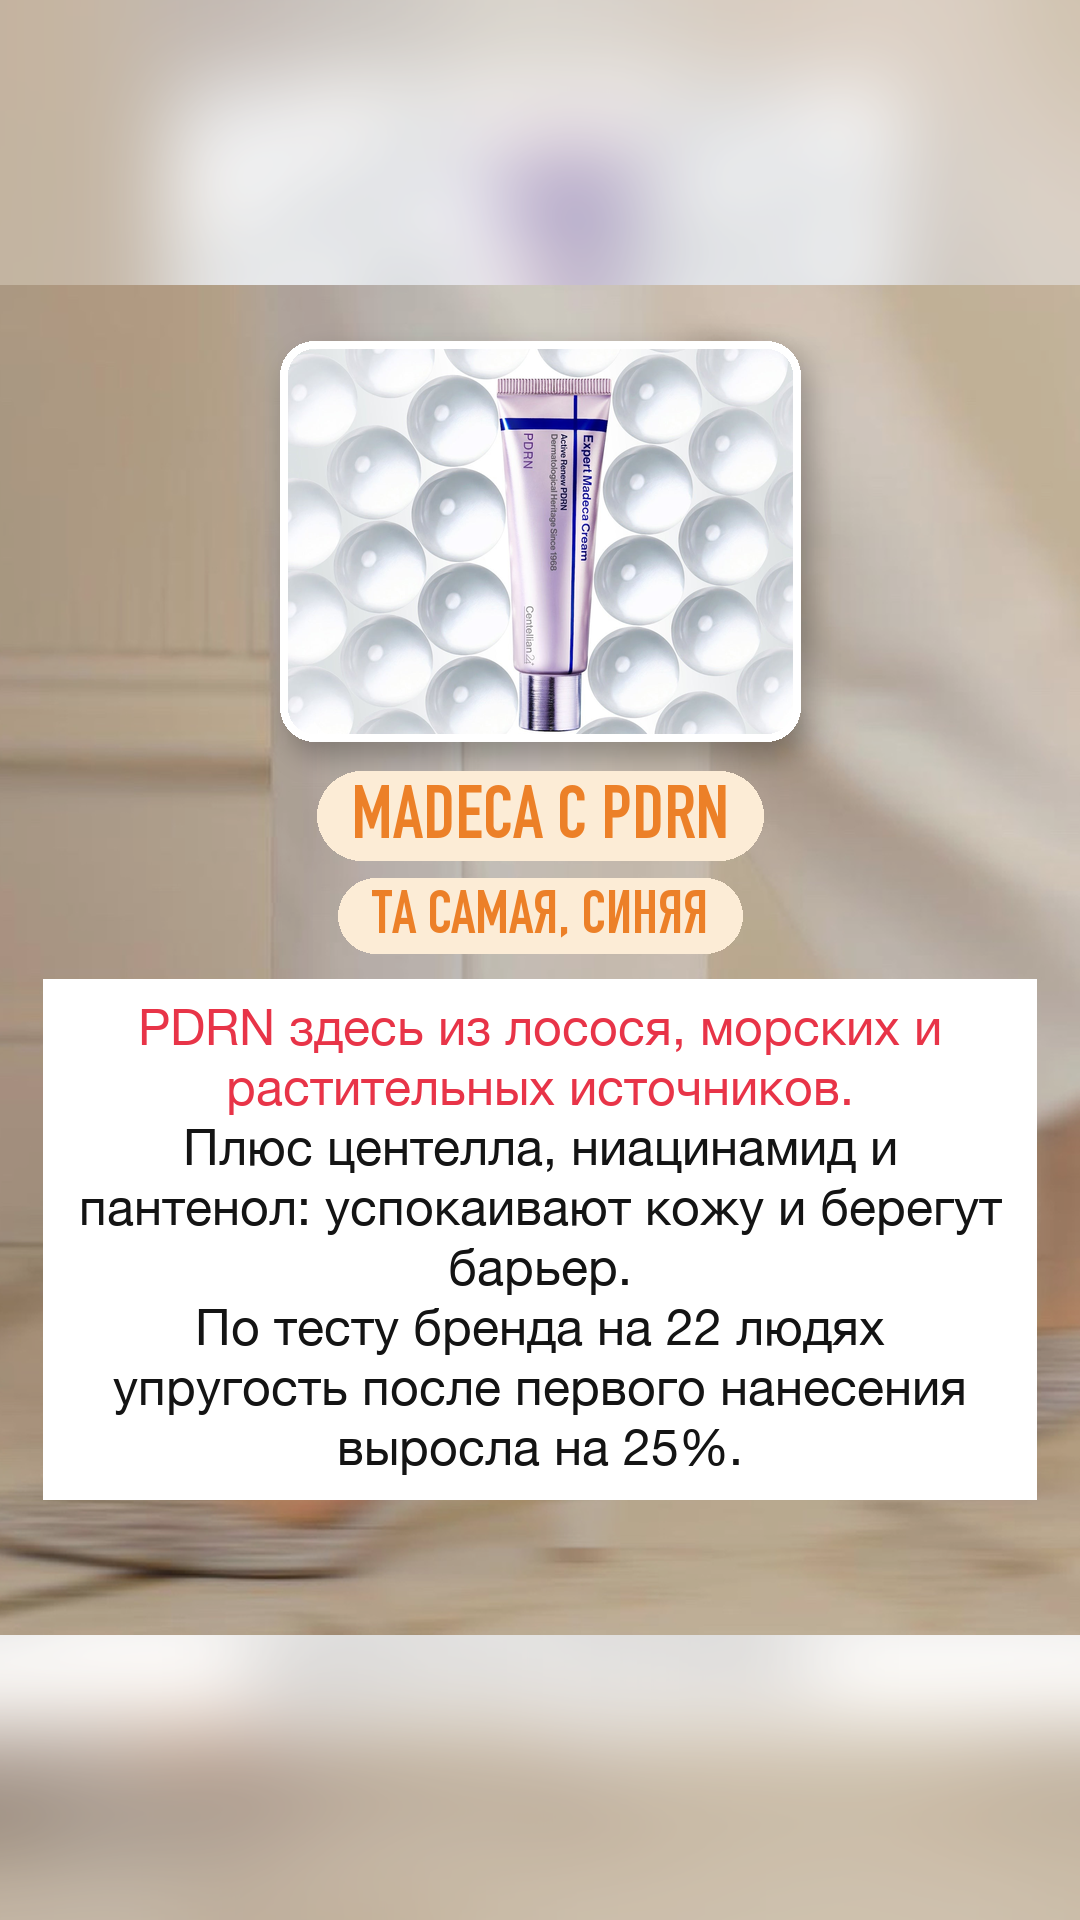 Expert Madeca Cream
Active Renew PDRN
Dermatological Heritage Since 1968
PDRN
Centellian24
MADECA С PDRN
ТА САМАЯ, СИНЯЯ
PDRN здесь из лосося, морских и
растительных источников.
Плюс центелла, ниацинамид и
пантенол: успокаивают кожу и берегут
барьер.
По тесту бренда на 22 людях
упругость после первого нанесения
выросла на 25%.